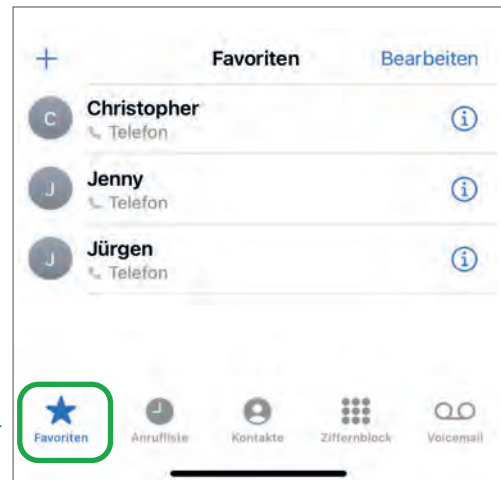 + Favoriten Bearbeiten
C Christopher
Telefon
J Jenny
Telefon
J Jürgen
Telefon
Favoriten Anrufliste Kontakte Ziffernblock Voicemail